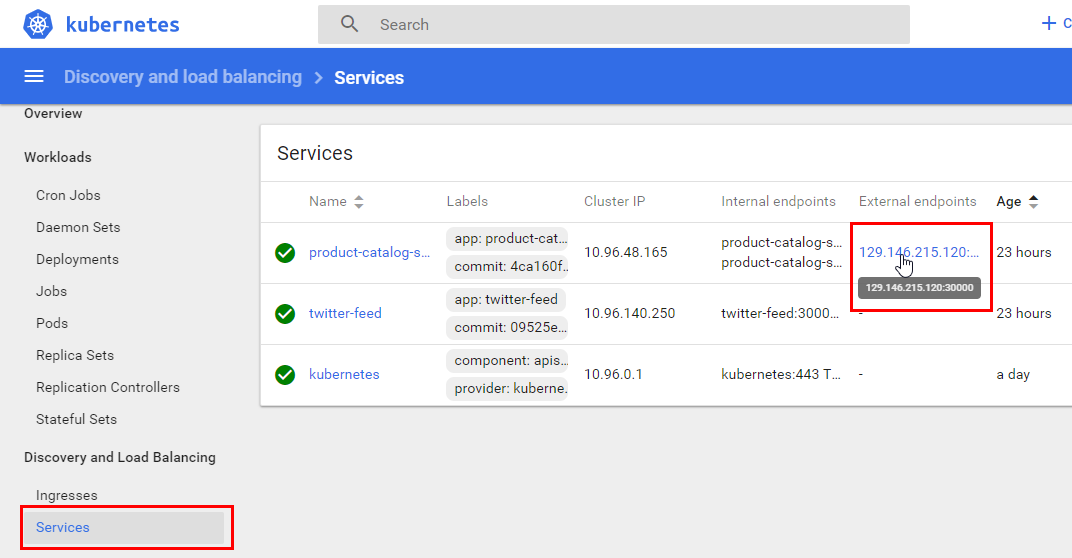 kubernetes
Search
+ C
Discovery and load balancing > Services
Overview
Workloads
Cron Jobs
Daemon Sets
Deployments
Jobs
Pods
Replica Sets
Replication Controllers
Stateful Sets
Discovery and Load Balancing
Ingresses
Services
Services
Name Labels Cluster IP Internal endpoints External endpoints Age
product-catalog-s... app: product-cat... 10.96.48.165 product-catalog-s... 129.146.215.120:... 23 hours
commit: 4ca160f... product-catalog-s...
129.146.215.120:30000
twitter-feed app: twitter-feed 10.96.140.250 twitter-feed:3000... - 23 hours
commit: 09525e...
kubernetes component: apis... 10.96.0.1 kubernetes:443 T... - a day
provider: kuberne...